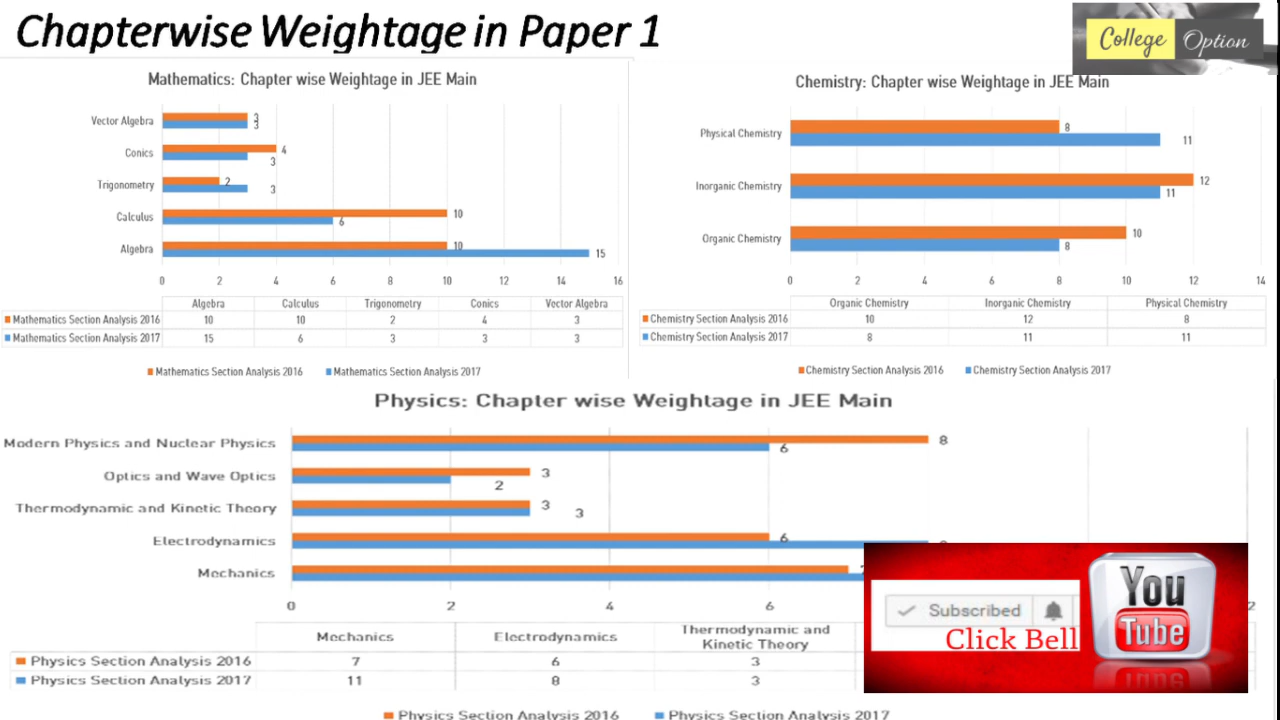 Chapterwise Weightage in Paper 1
College Option
Mathematics: Chapter wise Weightage in JEE Main
Vector Algebra 3
3
Conics 4
3
Trigonometry 2
3
Calculus 10
6
Algebra 10
15
0 2 4 6 8 10 12 14 16
Algebra Calculus Trigonometry Conics Vector Algebra
Mathematics Section Analysis 2016 10 10 2 4 3
Mathematics Section Analysis 2017 15 6 3 3 3
Mathematics Section Analysis 2016 Mathematics Section Analysis 2017
Chemistry: Chapter wise Weightage in JEE Main
Physical Chemistry 8
11
Inorganic Chemistry 12
11
Organic Chemistry 10
8
0 2 4 6 8 10 12 14
Organic Chemistry Inorganic Chemistry Physical Chemistry
Chemistry Section Analysis 2016 10 12 8
Chemistry Section Analysis 2017 8 11 11
Chemistry Section Analysis 2016 Chemistry Section Analysis 2017
Physics: Chapter wise Weightage in JEE Main
Modern Physics and Nuclear Physics 8
6
Optics and Wave Optics 3
2
Thermodynamic and Kinetic Theory 3
3
Electrodynamics 6
Mechanics
0 2 4 6
Mechanics Electrodynamics Thermodynamic and
Kinetic Theory
Physics Section Analysis 2016 7 6 3
Physics Section Analysis 2017 11 8 3
Physics Section Analysis 2016 Physics Section Analysis 2017
Subscribed
Click Bell
You
Tube